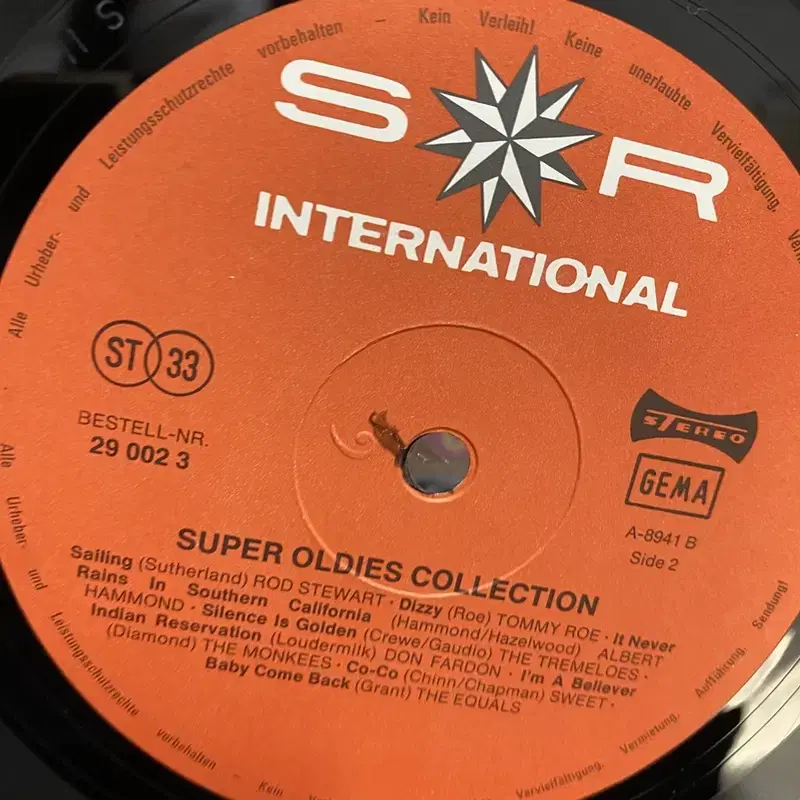 Alle Urheber- und Leistungsschutzrechte vorbehalten – Kein Verleih! Keine unerlaubte Vervielfältigung,
S R
INTERNATIONAL
ST 33
BESTELL-NR.
29 002 3
STEREO
GEMA
A-8941 B
Side 2
SUPER OLDIES COLLECTION
Sailing (Sutherland) ROD STEWART · Dizzy (Roe) TOMMY ROE · It Never
Rains In Southern California (Hammond/Hazelwood) ALBERT
HAMMOND · Silence Is Golden (Crewe/Gaudio) THE TREMELOES ·
Indian Reservation (Loudermilk) DON FARDON · I'm A Believer
(Diamond) THE MONKEES · Co-Co (Chinn/Chapman) SWEET ·
Baby Come Back (Grant) THE EQUALS
Alle Urheber- und Leistungsschutzrechte vorbehalten – Kein
Vervielfältigung, Vermietung, Aufführung, Sendung!